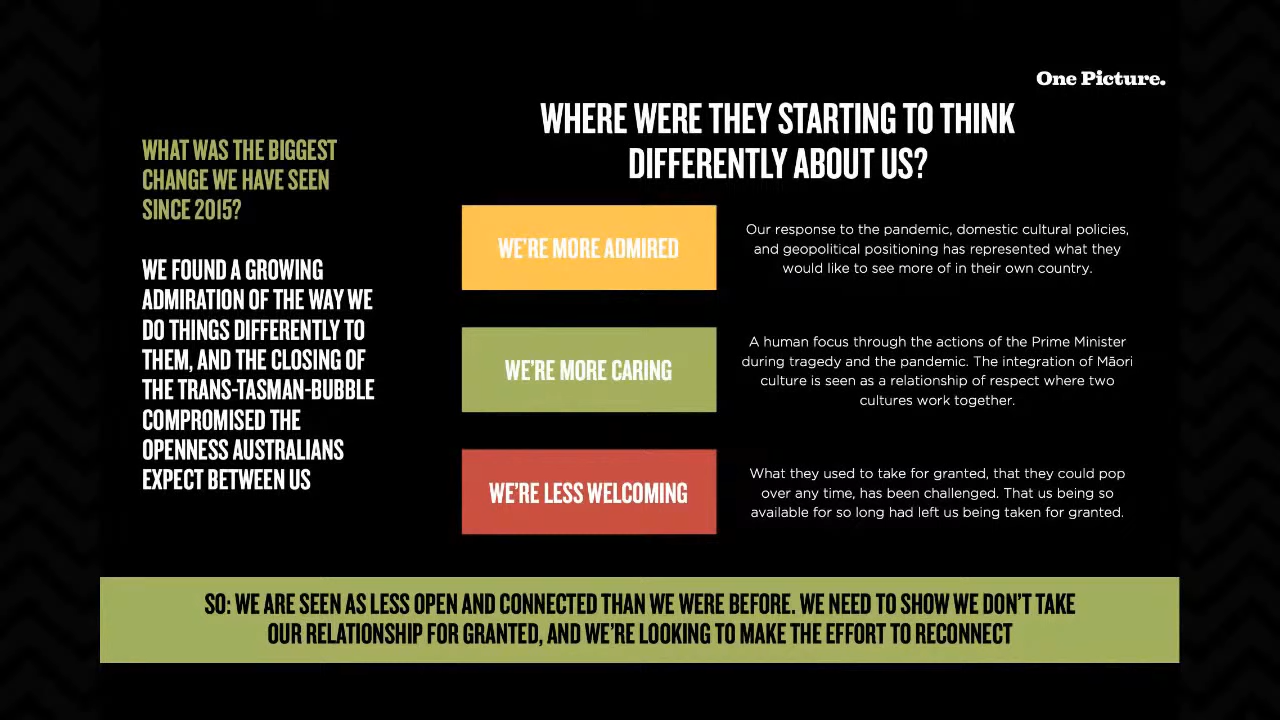 One Picture.
WHAT WAS THE BIGGEST
CHANGE WE HAVE SEEN
SINCE 2015?
WE FOUND A GROWING
ADMIRATION OF THE WAY WE
DO THINGS DIFFERENTLY TO
THEM, AND THE CLOSING OF
THE TRANS-TASMAN-BUBBLE
COMPROMISED THE
OPENNESS AUSTRALIANS
EXPECT BETWEEN US
WHERE WERE THEY STARTING TO THINK
DIFFERENTLY ABOUT US?
WE'RE MORE ADMIRED
Our response to the pandemic, domestic cultural policies,
and geopolitical positioning has represented what they
would like to see more of in their own country.
WE'RE MORE CARING
A human focus through the actions of the Prime Minister
during tragedy and the pandemic. The integration of Māori
culture is seen as a relationship of respect where two
cultures work together.
WE'RE LESS WELCOMING
What they used to take for granted, that they could pop
over any time, has been challenged. That us being so
available for so long had left us being taken for granted.
SO: WE ARE SEEN AS LESS OPEN AND CONNECTED THAN WE WERE BEFORE. WE NEED TO SHOW WE DON'T TAKE
OUR RELATIONSHIP FOR GRANTED, AND WE'RE LOOKING TO MAKE THE EFFORT TO RECONNECT